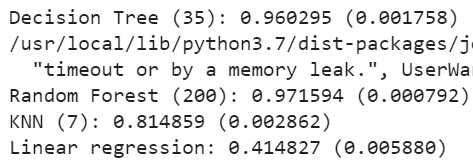 Decision Tree (35): 0.960295 (0.001758)
/usr/local/lib/python3.7/dist-packages/
"timeout or by a memory leak.",
Random Forest (200): 0.971594 (0.000792)
KNN (7): 0.814859 (0.002862)
Linear regression: 0.414827 (0.005880)